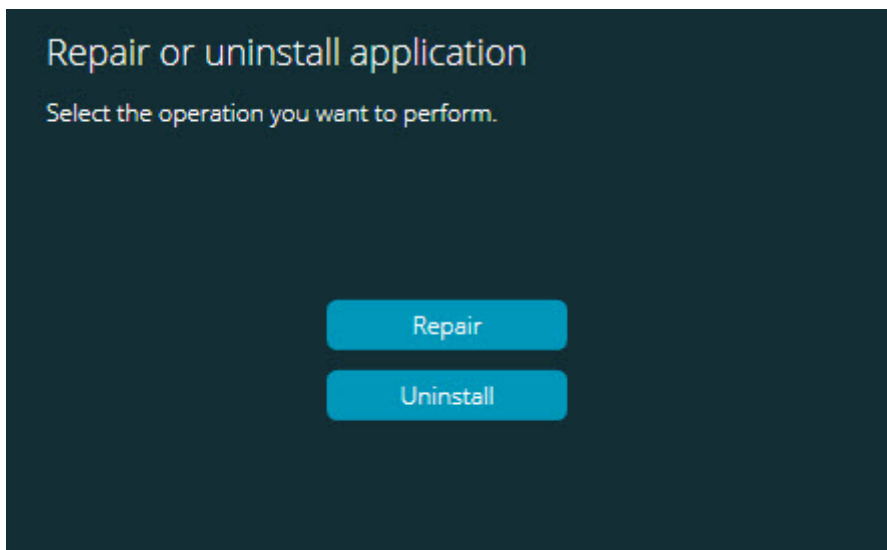 Repair or uninstall application
Select the operation you want to perform.
Repair
Uninstall